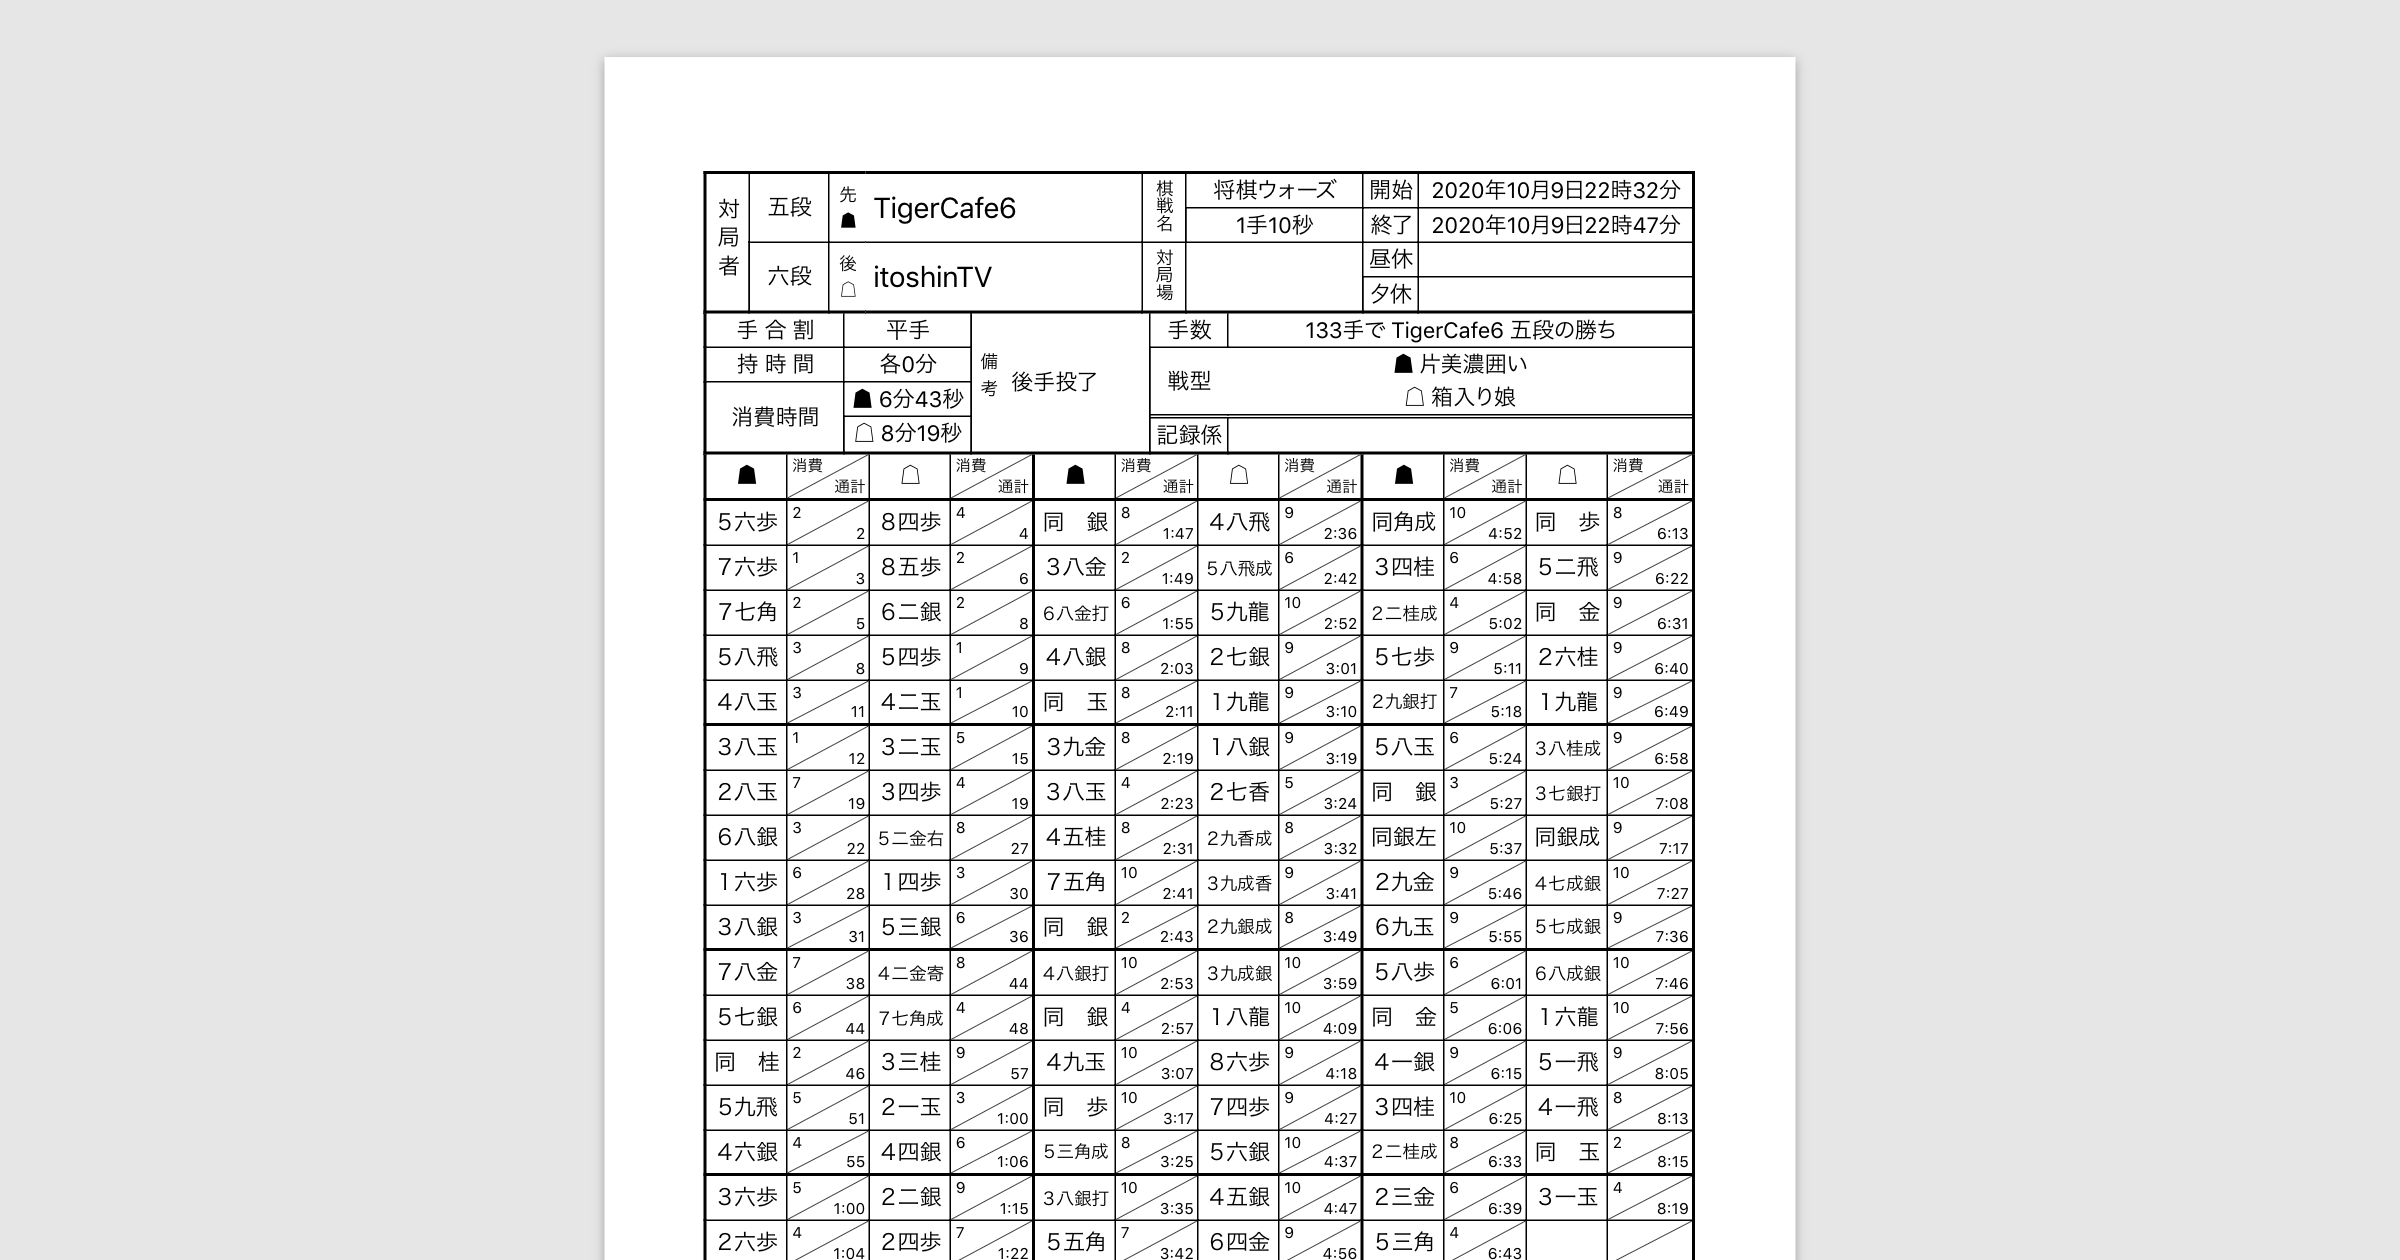 対局者 五段 先☗ TigerCafe6 棋戦名 将棋ウォーズ 開始 2020年10月9日22時32分
1手10秒 終了 2020年10月9日22時47分
六段 後☖ itoshinTV 対局場 昼休
夕休
手合割 平手 備考 後手投了 手数 133手で TigerCafe6 五段の勝ち
持時間 各0分 戦型 ☗片美濃囲い
消費時間 ☗6分43秒 ☖箱入り娘
☖8分19秒 記録係
☗ 消費 通計 ☖ 消費 通計 ☗ 消費 通計 ☖ 消費 通計 ☗ 消費 通計 ☖ 消費 通計
5六歩 2 2 8四歩 4 4 同 銀 8 1:47 4八飛 9 2:36 同角成 10 4:52 同 歩 8 6:13
7六歩 1 3 8五歩 2 6 3八金 2 1:49 5八飛成 6 2:42 3四桂 6 4:58 5二飛 9 6:22
7七角 2 5 6二銀 2 8 6八金打 6 1:55 5九龍 10 2:52 2二桂成 4 5:02 同 金 9 6:31
5八飛 3 8 5四歩 1 9 4八銀 8 2:03 2七銀 9 3:01 5七歩 9 5:11 2六桂 9 6:40
4八玉 3 11 4二玉 1 10 同 玉 8 2:11 1九龍 9 3:10 2九銀打 7 5:18 1九龍 9 6:49
3八玉 1 12 3二玉 5 15 3九金 8 2:19 1八銀 9 3:19 5八玉 6 5:24 3八桂成 9 6:58
2八玉 7 19 3四歩 4 19 3八玉 4 2:23 2七香 5 3:24 同 銀 3 5:27 3七銀打 10 7:08
6八銀 3 22 5二金右 8 27 4五桂 8 2:31 2九香成 8 3:32 同銀左 10 5:37 同銀成 9 7:17
1六歩 6 28 1四歩 3 30 7五角 10 2:41 3九成香 9 3:41 2九金 9 5:46 4七成銀 10 7:27
3八銀 3 31 5三銀 6 36 同 銀 2 2:43 2九銀成 8 3:49 6九玉 9 5:55 5七成銀 9 7:36
7八金 7 38 4二金寄 8 44 4八銀打 10 2:53 3九成銀 10 3:59 5八歩 6 6:01 6八成銀 10 7:46
5七銀 6 44 7七角成 4 48 同 銀 4 2:57 1八龍 10 4:09 同 金 5 6:06 1六龍 10 7:56
同 桂 2 46 3三桂 9 57 4九玉 10 3:07 8六歩 9 4:18 4一銀 9 6:15 5一飛 9 8:05
5九飛 5 51 2一玉 3 1:00 同 歩 10 3:17 7四歩 9 4:27 3四桂 10 6:25 4一飛 8 8:13
4六銀 4 55 4四銀 6 1:06 5三角成 8 3:25 5六銀 10 4:37 2二桂成 8 6:33 同 玉 2 8:15
3六歩 5 1:00 2二銀 9 1:15 3八銀打 10 3:35 4五銀 10 4:47 2三金 6 6:39 3一玉 4 8:19
2六歩 4 1:04 2四歩 7 1:22 5五角 7 3:42 6四金 9 4:56 5三角 4 6:43